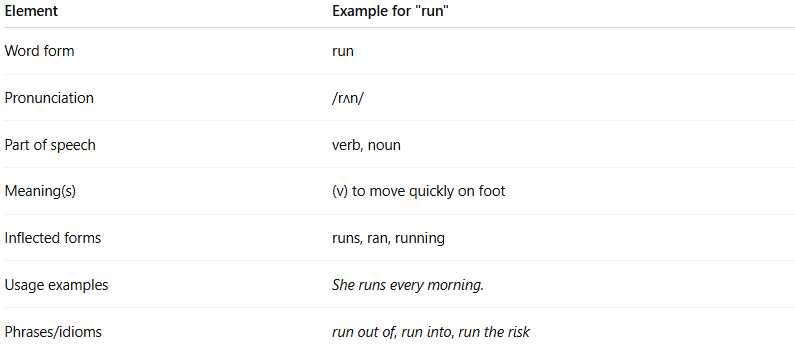 Element Example for "run"
Word form run
Pronunciation /rʌn/
Part of speech verb, noun
Meaning(s) (v) to move quickly on foot
Inflected forms runs, ran, running
Usage examples She runs every morning.
Phrases/idioms run out of, run into, run the risk